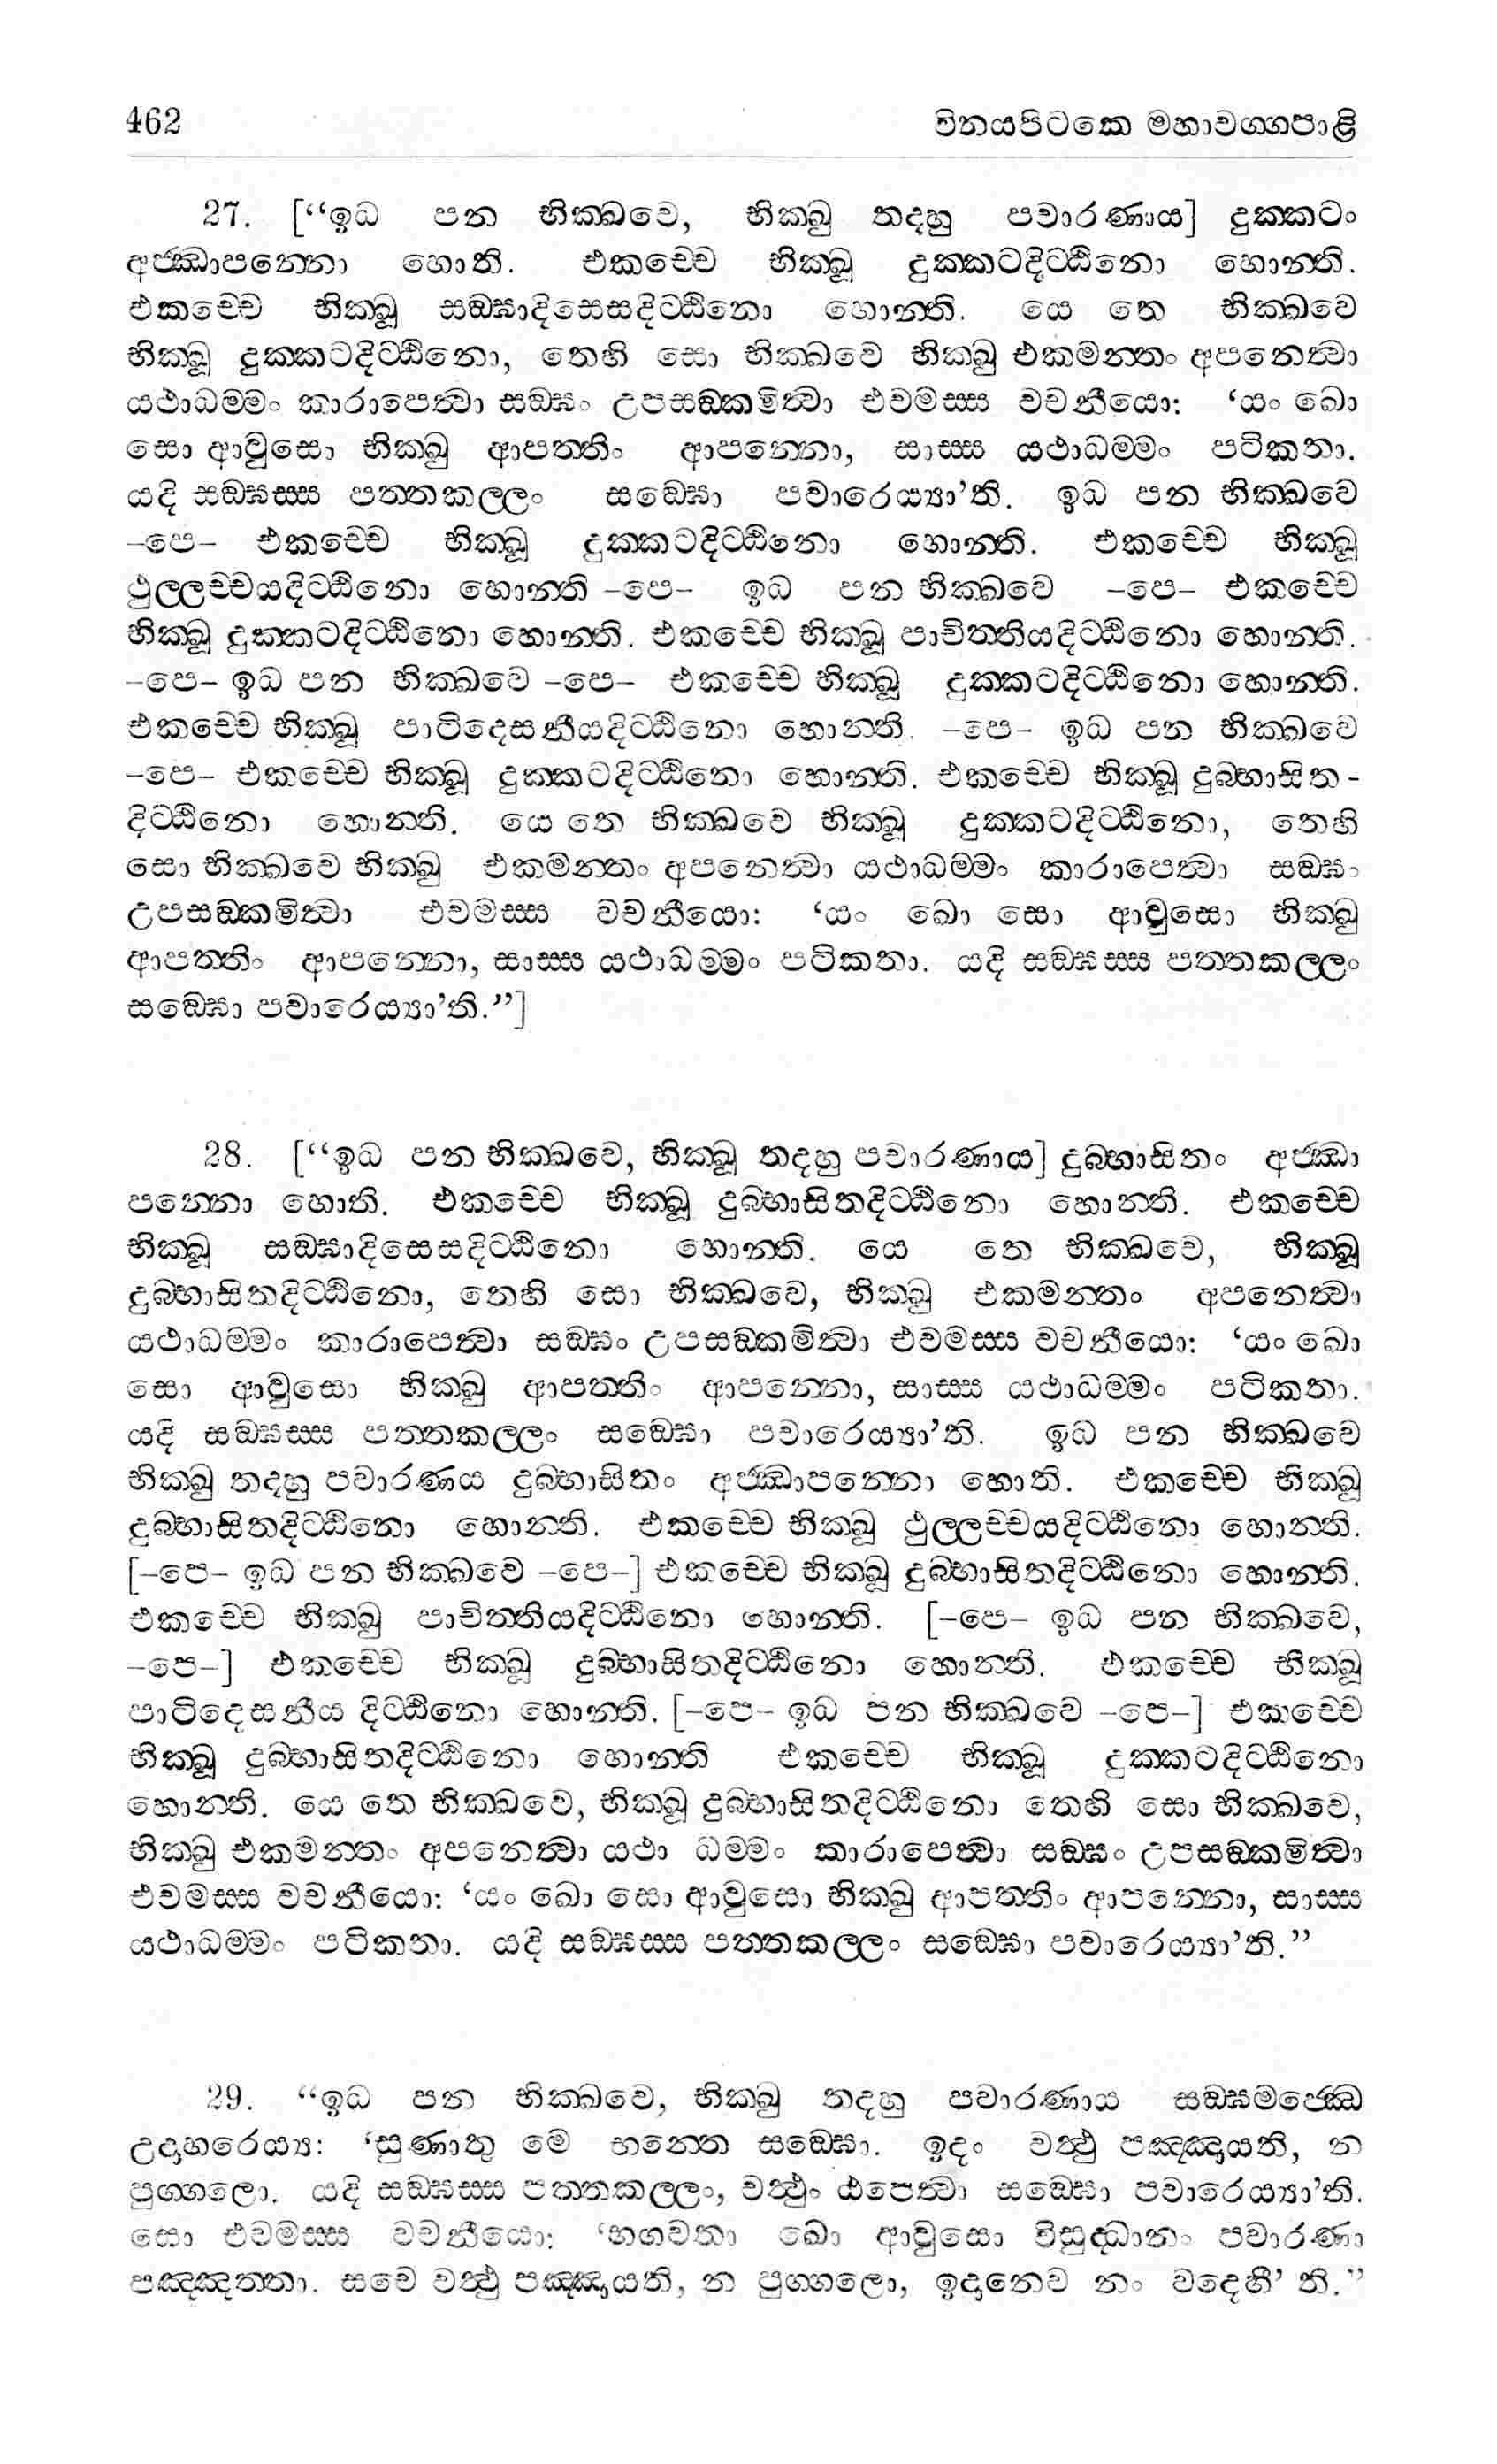 462 විනයපිටකෙ මහාවග්ගපාළි
27. [“ඉධ පන භික්ඛවෙ, භික්ඛු තදහු පවාරණාය] දුක්කටං
අජ්ඣාපන්නො හොති. එකච්චෙ භික්ඛූ දුක්කටදිට්ඨිනො හොන්ති.
එකච්චෙ භික්ඛූ සඞ්ඝාදිසෙසදිට්ඨිනො හොන්ති. යෙ තෙ භික්ඛවෙ
භික්ඛූ දුක්කටදිට්ඨිනො, තෙහි සො භික්ඛවෙ භික්ඛු එකමන්තං අපනෙත්වා
යථාධම්මං කාරාපෙත්වා සඞ්ඝං උපසඞ්කමිත්වා එවමස්ස වචනීයො: ‘යං ඛො
සො ආවුසො භික්ඛු ආපත්තිං ආපන්නො, සාස්ස යථාධම්මං පටිකතා.
යදි සඞ්ඝස්ස පත්තකල්ලං සඞ්ඝො පවාරෙය්‍යා’ති. ඉධ පන භික්ඛවෙ
–පෙ– එකච්චෙ භික්ඛූ දුක්කටදිට්ඨිනො හොන්ති. එකච්චෙ භික්ඛූ
ථුල්ලච්චයදිට්ඨිනො හොන්ති –පෙ– ඉධ පන භික්ඛවෙ –පෙ– එකච්චෙ
භික්ඛූ දුක්කටදිට්ඨිනො හොන්ති. එකච්චෙ භික්ඛූ පාචිත්තියදිට්ඨිනො හොන්ති.
–පෙ– ඉධ පන භික්ඛවෙ –පෙ– එකච්චෙ භික්ඛූ දුක්කටදිට්ඨිනො හොන්ති.
එකච්චෙ භික්ඛූ පාටිදෙසනීයදිට්ඨිනො හොන්ති. –පෙ– ඉධ පන භික්ඛවෙ
–පෙ– එකච්චෙ භික්ඛූ දුක්කටදිට්ඨිනො හොන්ති. එකච්චෙ භික්ඛූ දුබ්භාසිත-
දිට්ඨිනො හොන්ති. යෙ තෙ භික්ඛවෙ භික්ඛූ දුක්කටදිට්ඨිනො, තෙහි
සො භික්ඛවෙ භික්ඛු එකමන්තං අපනෙත්වා යථාධම්මං කාරාපෙත්වා සඞ්ඝං
උපසඞ්කමිත්වා එවමස්ස වචනීයො: ‘යං ඛො සො ආවුසො භික්ඛු
ආපත්තිං ආපන්නො, සාස්ස යථාධම්මං පටිකතා. යදි සඞ්ඝස්ස පත්තකල්ලං
සඞ්ඝො පවාරෙය්‍යා’ති.”]
28. [“ඉධ පන භික්ඛවෙ, භික්ඛූ තදහු පවාරණාය] දුබ්භාසිතං අජ්ඣා
පන්නො හොති. එකච්චෙ භික්ඛූ දුබ්භාසිතදිට්ඨිනො හොන්ති. එකච්චෙ
භික්ඛූ සඞ්ඝාදිසෙසදිට්ඨිනො හොන්ති. යෙ තෙ භික්ඛවෙ, භික්ඛූ
දුබ්භාසිතදිට්ඨිනො, තෙහි සො භික්ඛවෙ, භික්ඛු එකමන්තං අපනෙත්වා
යථාධම්මං කාරාපෙත්වා සඞ්ඝං උපසඞ්කමිත්වා එවමස්ස වචනීයො: ‘යං ඛො
සො ආවුසො භික්ඛු ආපත්තිං ආපන්නො, සාස්ස යථාධම්මං පටිකතා.
යදි සඞ්ඝස්ස පත්තකල්ලං සඞ්ඝො පවාරෙය්‍යා’ති. ඉධ පන භික්ඛවෙ
භික්ඛු තදහු පවාරණය දුබ්භාසිතං අජ්ඣාපන්නො හොති. එකච්චෙ භික්ඛු
දුබ්භාසිතදිට්ඨිනො හොන්ති. එකච්චෙ භික්ඛූ ථුල්ලච්චයදිට්ඨිනො හොන්ති.
[–පෙ– ඉධ පන භික්ඛවෙ –පෙ–] එකච්චෙ භික්ඛූ දුබ්භාසිතදිට්ඨිනො හොන්ති.
එකච්චෙ භික්ඛු පාචිත්තියදිට්ඨිනො හොන්ති. [–පෙ– ඉධ පන භික්ඛවෙ,
–පෙ–] එකච්චෙ භික්ඛූ දුබ්භාසිතදිට්ඨිනො හොන්ති. එකච්චෙ භික්ඛූ
පාටිදෙසනීය දිට්ඨිනො හොන්ති. [–පෙ– ඉධ පන භික්ඛවෙ –පෙ–] එකච්චෙ
භික්ඛූ දුබ්භාසිතදිට්ඨිනො හොන්ති එකච්චෙ භික්ඛූ දුක්කටදිට්ඨිනො
හොන්ති. යෙ තෙ භික්ඛවෙ, භික්ඛූ දුබ්භාසිතදිට්ඨිනො තෙහි සො භික්ඛවෙ,
භික්ඛු එකමන්තං අපනෙත්වා යථා ධම්මං කාරාපෙත්වා සඞ්ඝං උපසඞ්කමිත්වා
එවමස්ස වචනීයො: ‘යං ඛො සො ආවුසො භික්ඛු ආපත්තිං ආපන්නො, සාස්ස
යථාධම්මං පටිකතා. යදි සඞ්ඝස්ස පත්තකල්ලං සඞ්ඝො පවාරෙය්‍යා’ති.”
29. “ඉධ පන භික්ඛවෙ, භික්ඛු තදහු පවාරණාය සඞ්ඝමජ්ඣෙ
උදාහරෙය්‍ය: ‘සුණාතු මෙ භන්තෙ සඞ්ඝො. ඉදං වත්ථු පඤ්ඤායති, න
පුග්ගලො. යදි සඞ්ඝස්ස පත්තකල්ලං, වත්ථුං ඨපෙත්වා සඞ්ඝො පවාරෙය්‍යා’ති.
සො එවමස්ස වචනීයො: ‘භගවතා ඛො ආවුසො විසුද්ධානං පවාරණා
පඤ්ඤත්තා. සචෙ වත්ථු පඤ්ඤායති, න පුග්ගලො, ඉදානෙව නං වදෙහී’ ති.”